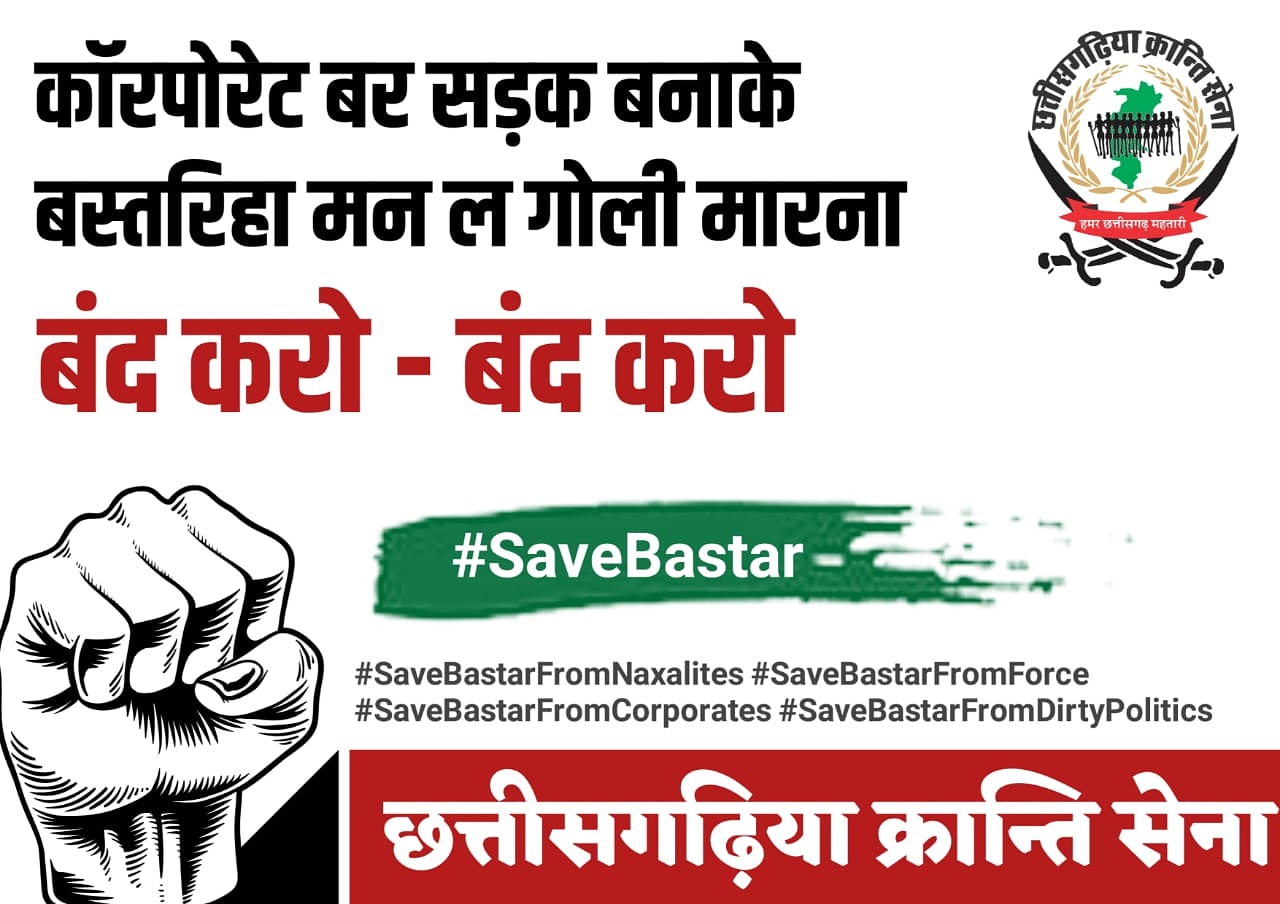 कॉरपोरेट बर सड़क बनाके
बस्तरिहा मन ल गोली मारना
बंद करो - बंद करो
छत्तीसगढ़िया क्रान्ति सेना
हमर छत्तीसगढ़ महतारी
#SaveBastar
#SaveBastarFromNaxalites #SaveBastarFromForce
#SaveBastarFromCorporates #SaveBastarFromDirtyPolitics
छत्तीसगढ़िया क्रान्ति सेना